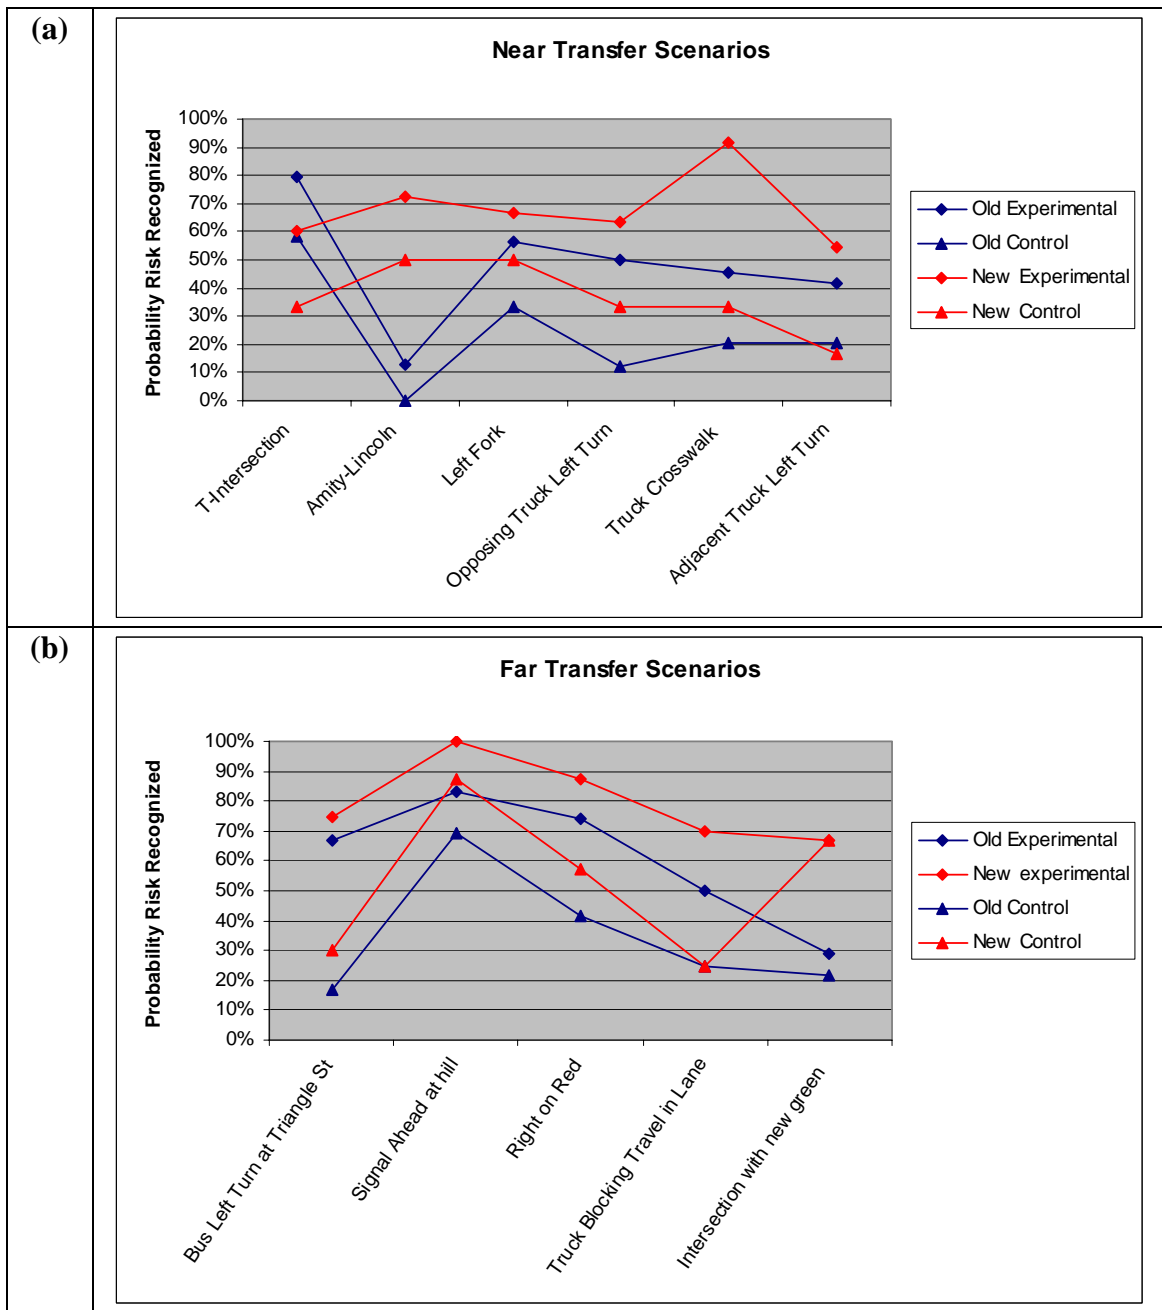 (a)
Near Transfer Scenarios
Probability Risk Recognized
100%
90%
80%
70%
60%
50%
40%
30%
20%
10%
0%
T-Intersection
Amity-Lincoln
Left Fork
Opposing Truck Left Turn
Truck Crosswalk
Adjacent Truck Left Turn
Old Experimental
Old Control
New Experimental
New Control
(b)
Far Transfer Scenarios
Probability Risk Recognized
100%
90%
80%
70%
60%
50%
40%
30%
20%
10%
0%
Bus Left Turn at Triangle St
Signal Ahead at hill
Right on Red
Truck Blocking Travel in Lane
Intersection with new green
Old Experimental
New experimental
Old Control
New Control